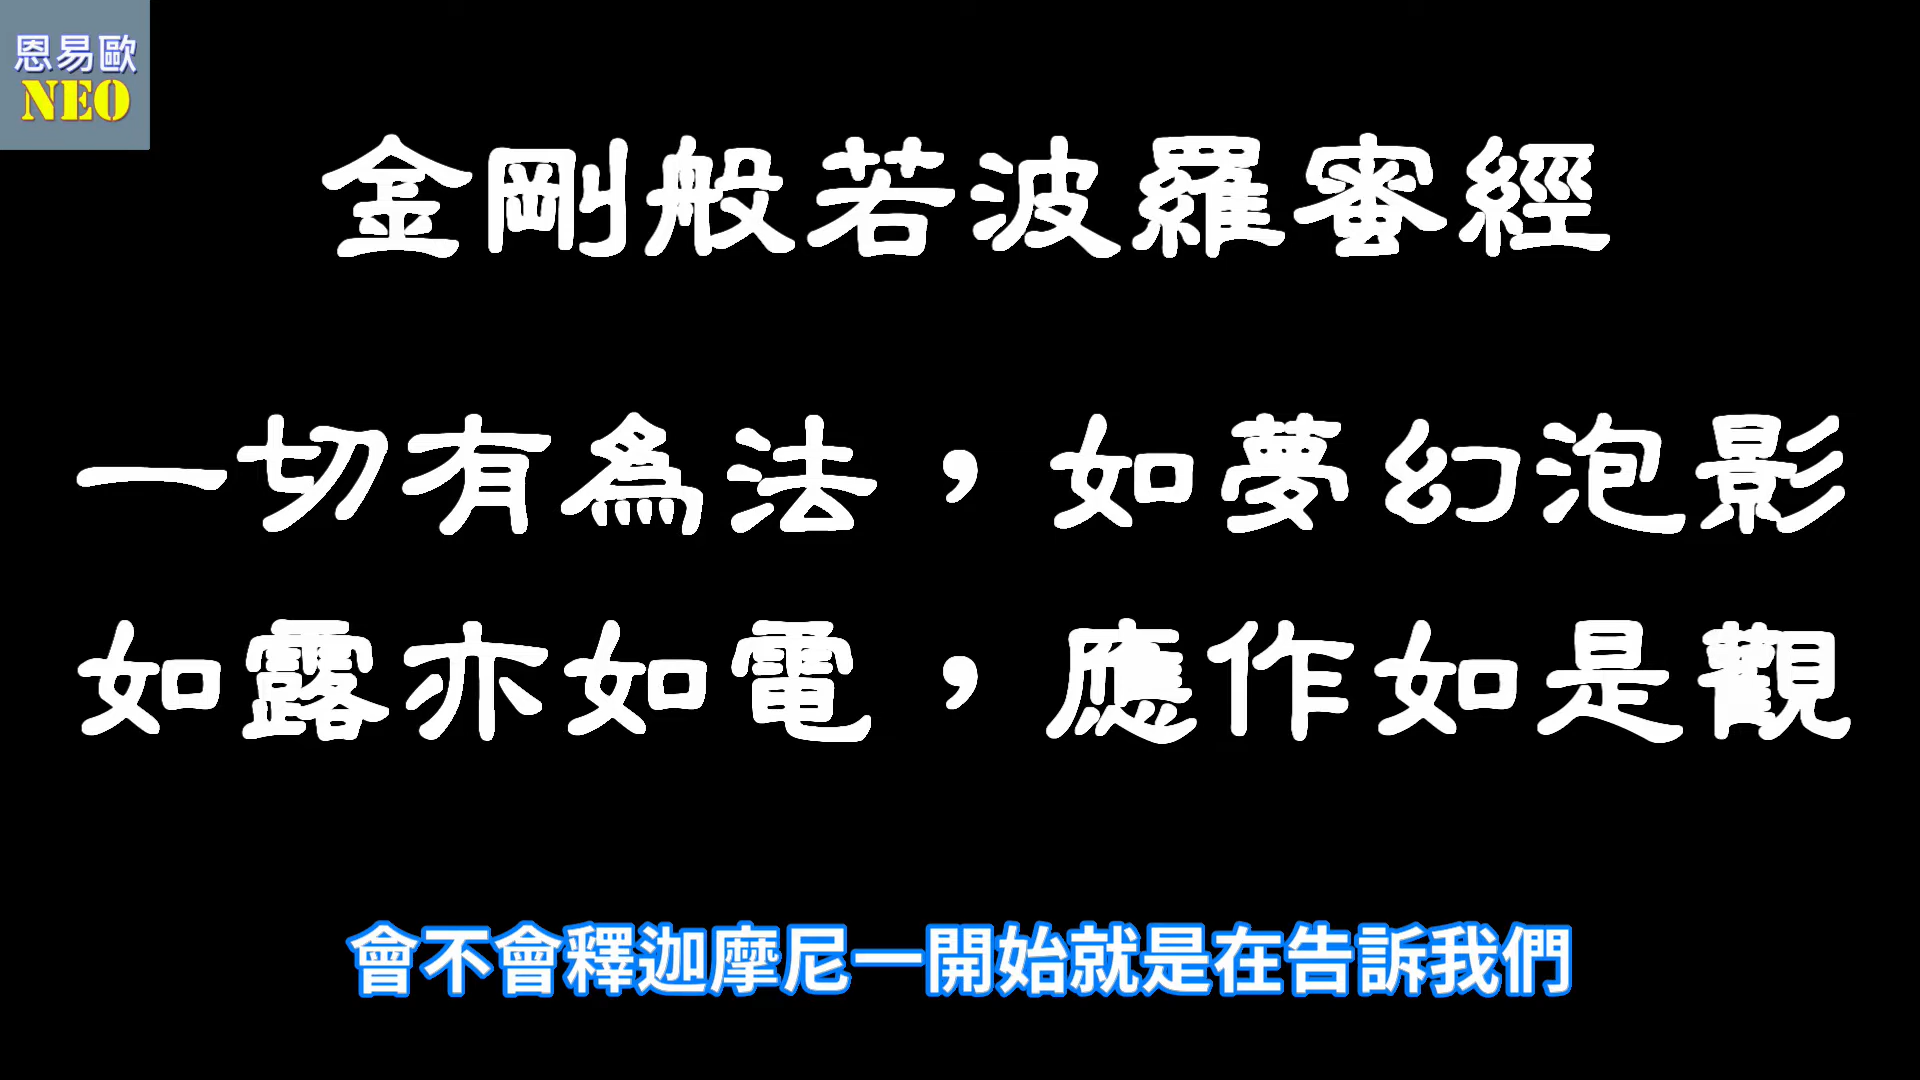 恩易歐
NEO
金剛般若波羅蜜經
一切有為法，如夢幻泡影
如露亦如電，應作如是觀
會不會釋迦摩尼一開始就是在告訴我們